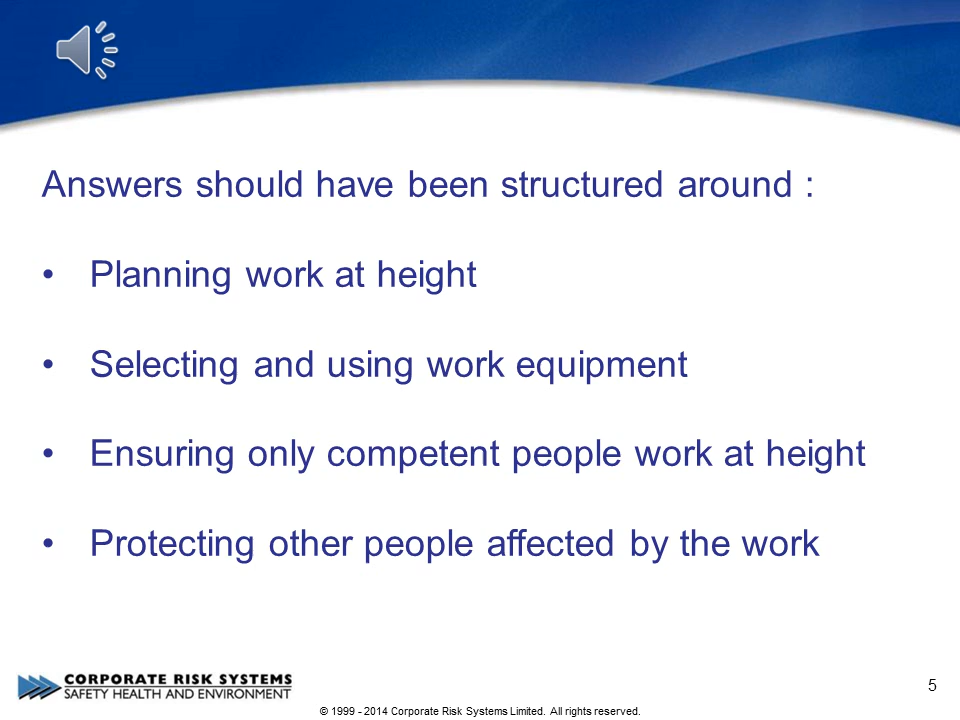 Answers should have been structured around :
• Planning work at height
• Selecting and using work equipment
• Ensuring only competent people work at height
• Protecting other people affected by the work
CORPORATE RISK SYSTEMS
SAFETY HEALTH AND ENVIRONMENT
5
© 1999 - 2014 Corporate Risk Systems Limited. All rights reserved.